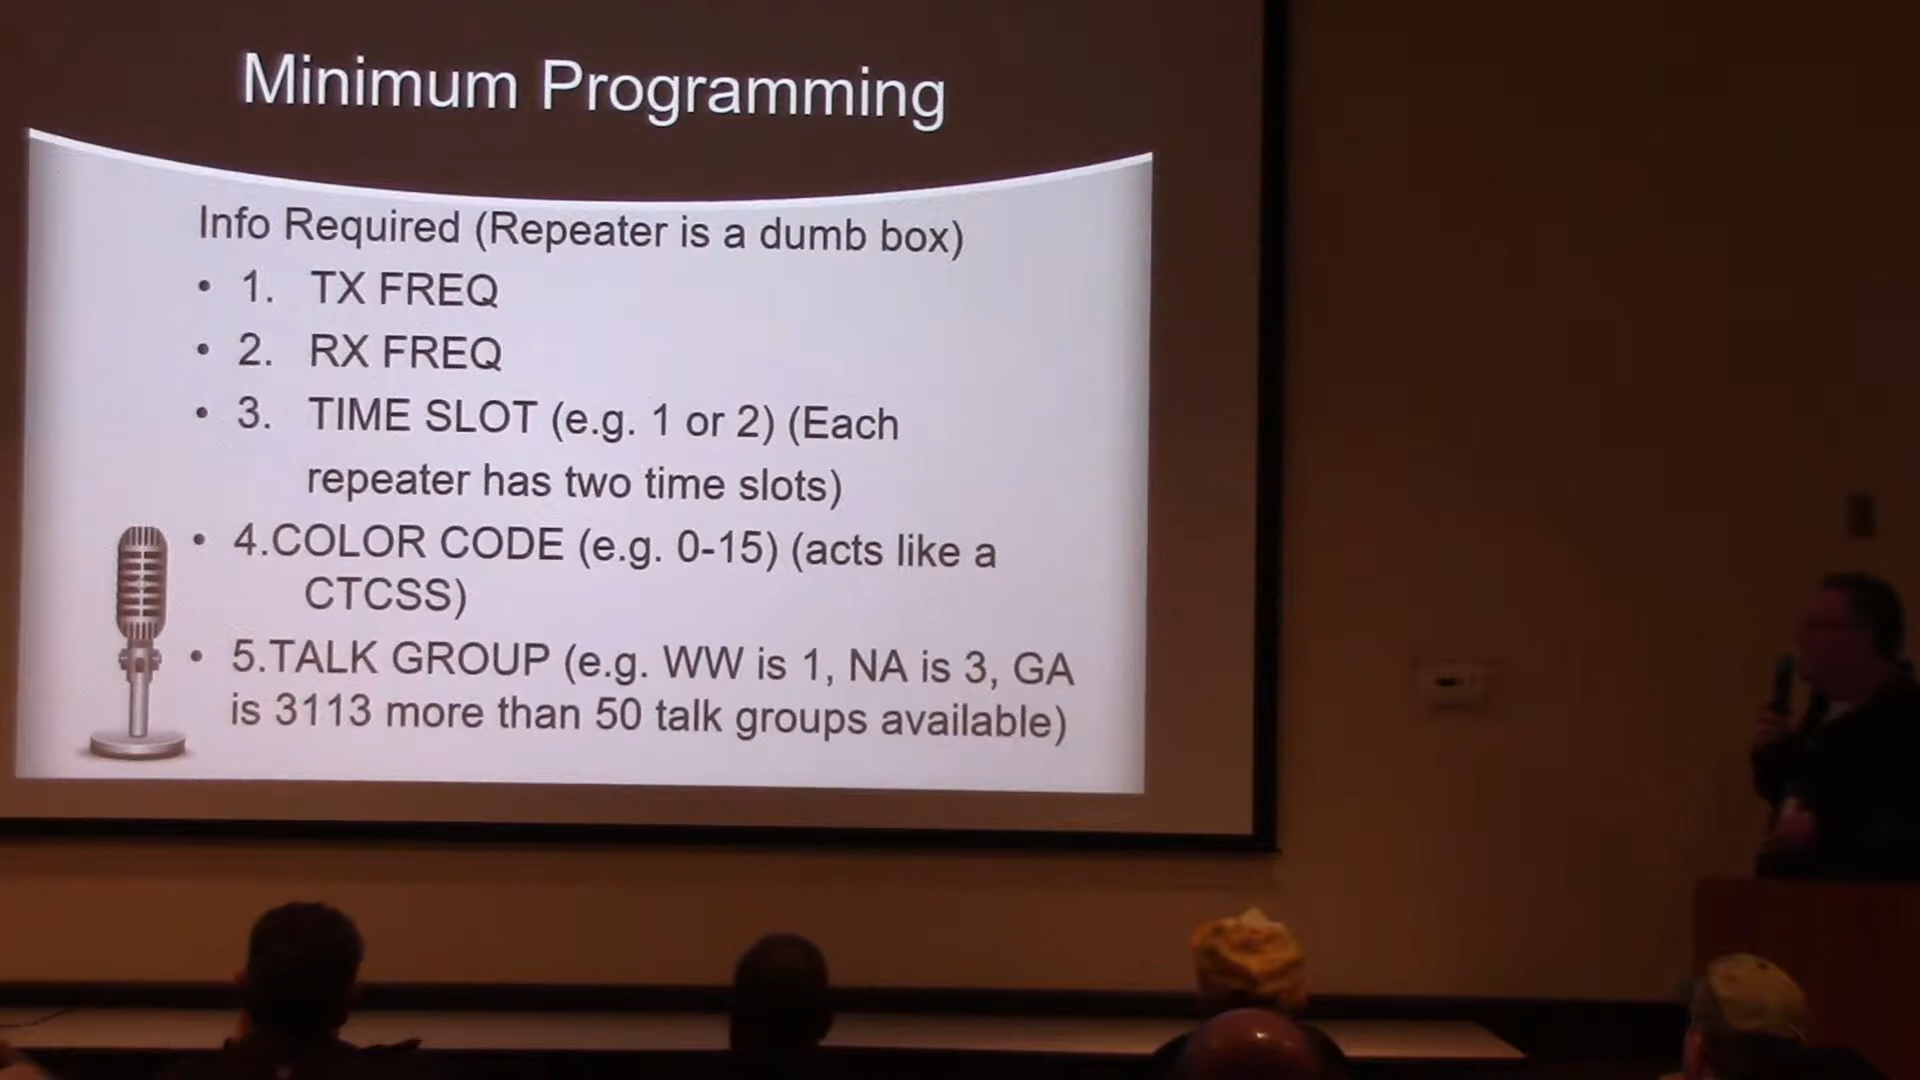 Minimum Programming
Info Required (Repeater is a dumb box)
• 1. TX FREQ
• 2. RX FREQ
• 3. TIME SLOT (e.g. 1 or 2) (Each
repeater has two time slots)
• 4.COLOR CODE (e.g. 0-15) (acts like a
CTCSS)
• 5.TALK GROUP (e.g. WW is 1, NA is 3, GA
is 3113 more than 50 talk groups available)